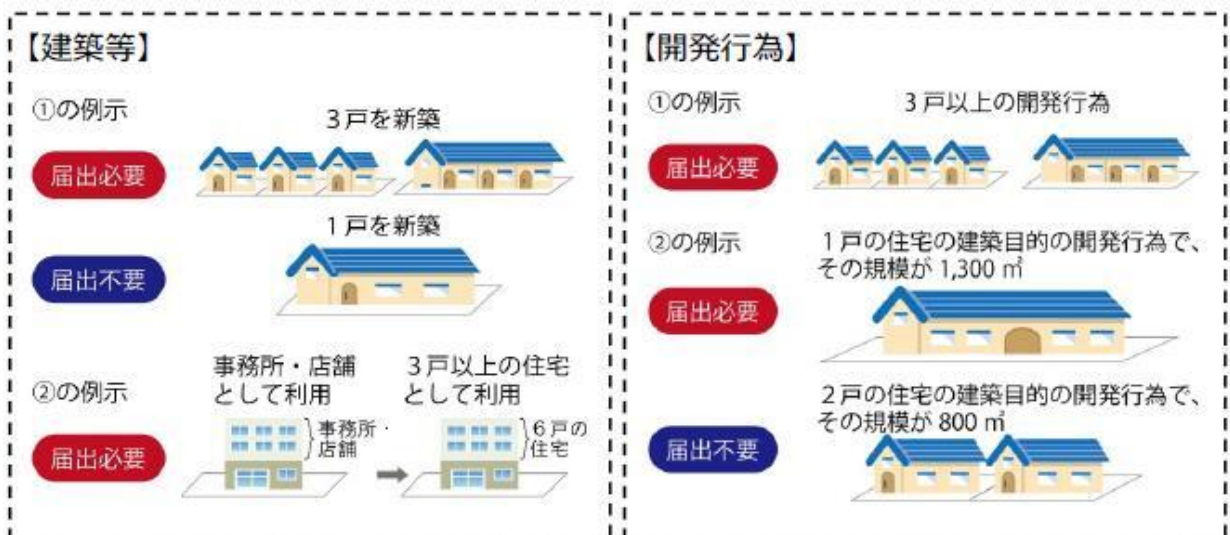 【建築等】
①の例示
3戸を新築
届出必要
1戸を新築
届出不要
②の例示
事務所・店舗
として利用
3戸以上の住宅
として利用
届出必要
事務所・
店舗
6戸の
住宅
【開発行為】
①の例示
3戸以上の開発行為
届出必要
②の例示
1戸の住宅の建築目的の開発行為で、
その規模が 1,300 ㎡
届出必要
2戸の住宅の建築目的の開発行為で、
その規模が 800 ㎡
届出不要